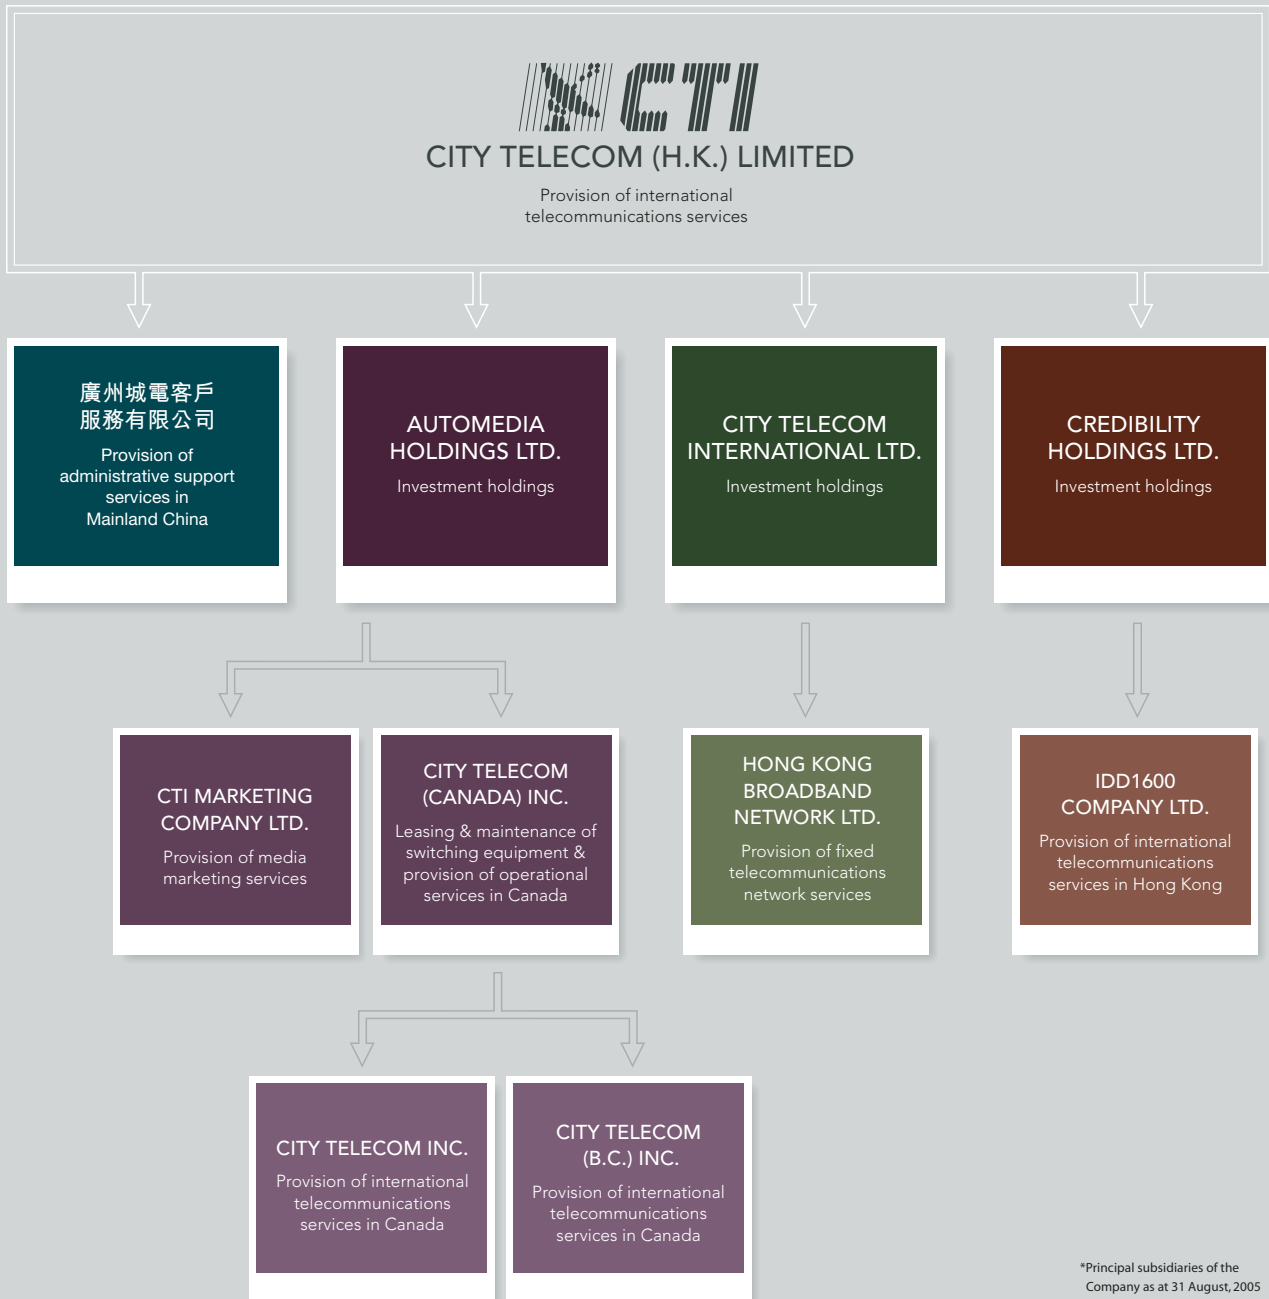 CTI
CITY TELECOM (H.K.) LIMITED
Provision of international
telecommunications services
廣州城電客戶
服務有限公司
Provision of
administrative support
services in
Mainland China
AUTOMEDIA
HOLDINGS LTD.
Investment holdings
CITY TELECOM
INTERNATIONAL LTD.
Investment holdings
CREDIBILITY
HOLDINGS LTD.
Investment holdings
CTI MARKETING
COMPANY LTD.
Provision of media
marketing services
CITY TELECOM
(CANADA) INC.
Leasing & maintenance of
switching equipment &
provision of operational
services in Canada
HONG KONG
BROADBAND
NETWORK LTD.
Provision of fixed
telecommunications
network services
IDD1600
COMPANY LTD.
Provision of international
telecommunications
services in Hong Kong
CITY TELECOM INC.
Provision of international
telecommunications
services in Canada
CITY TELECOM
(B.C.) INC.
Provision of international
telecommunications
services in Canada
*Principal subsidiaries of the
Company as at 31 August, 2005